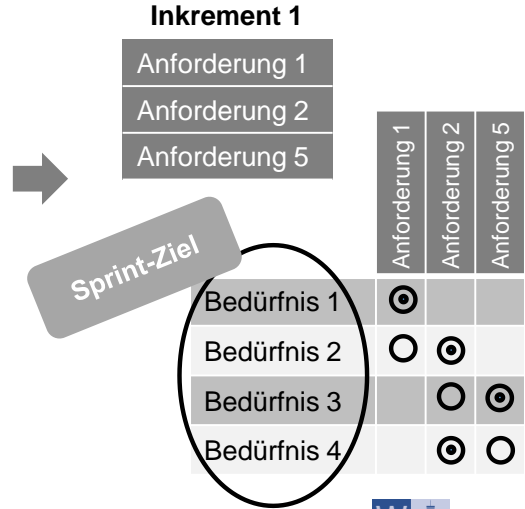 Inkrement 1
Anforderung 1
Anforderung 2
Anforderung 5
Anforderung 1
Anforderung 2
Anforderung 5
Sprint-Ziel
Bedürfnis 1
Bedürfnis 2
Bedürfnis 3
Bedürfnis 4